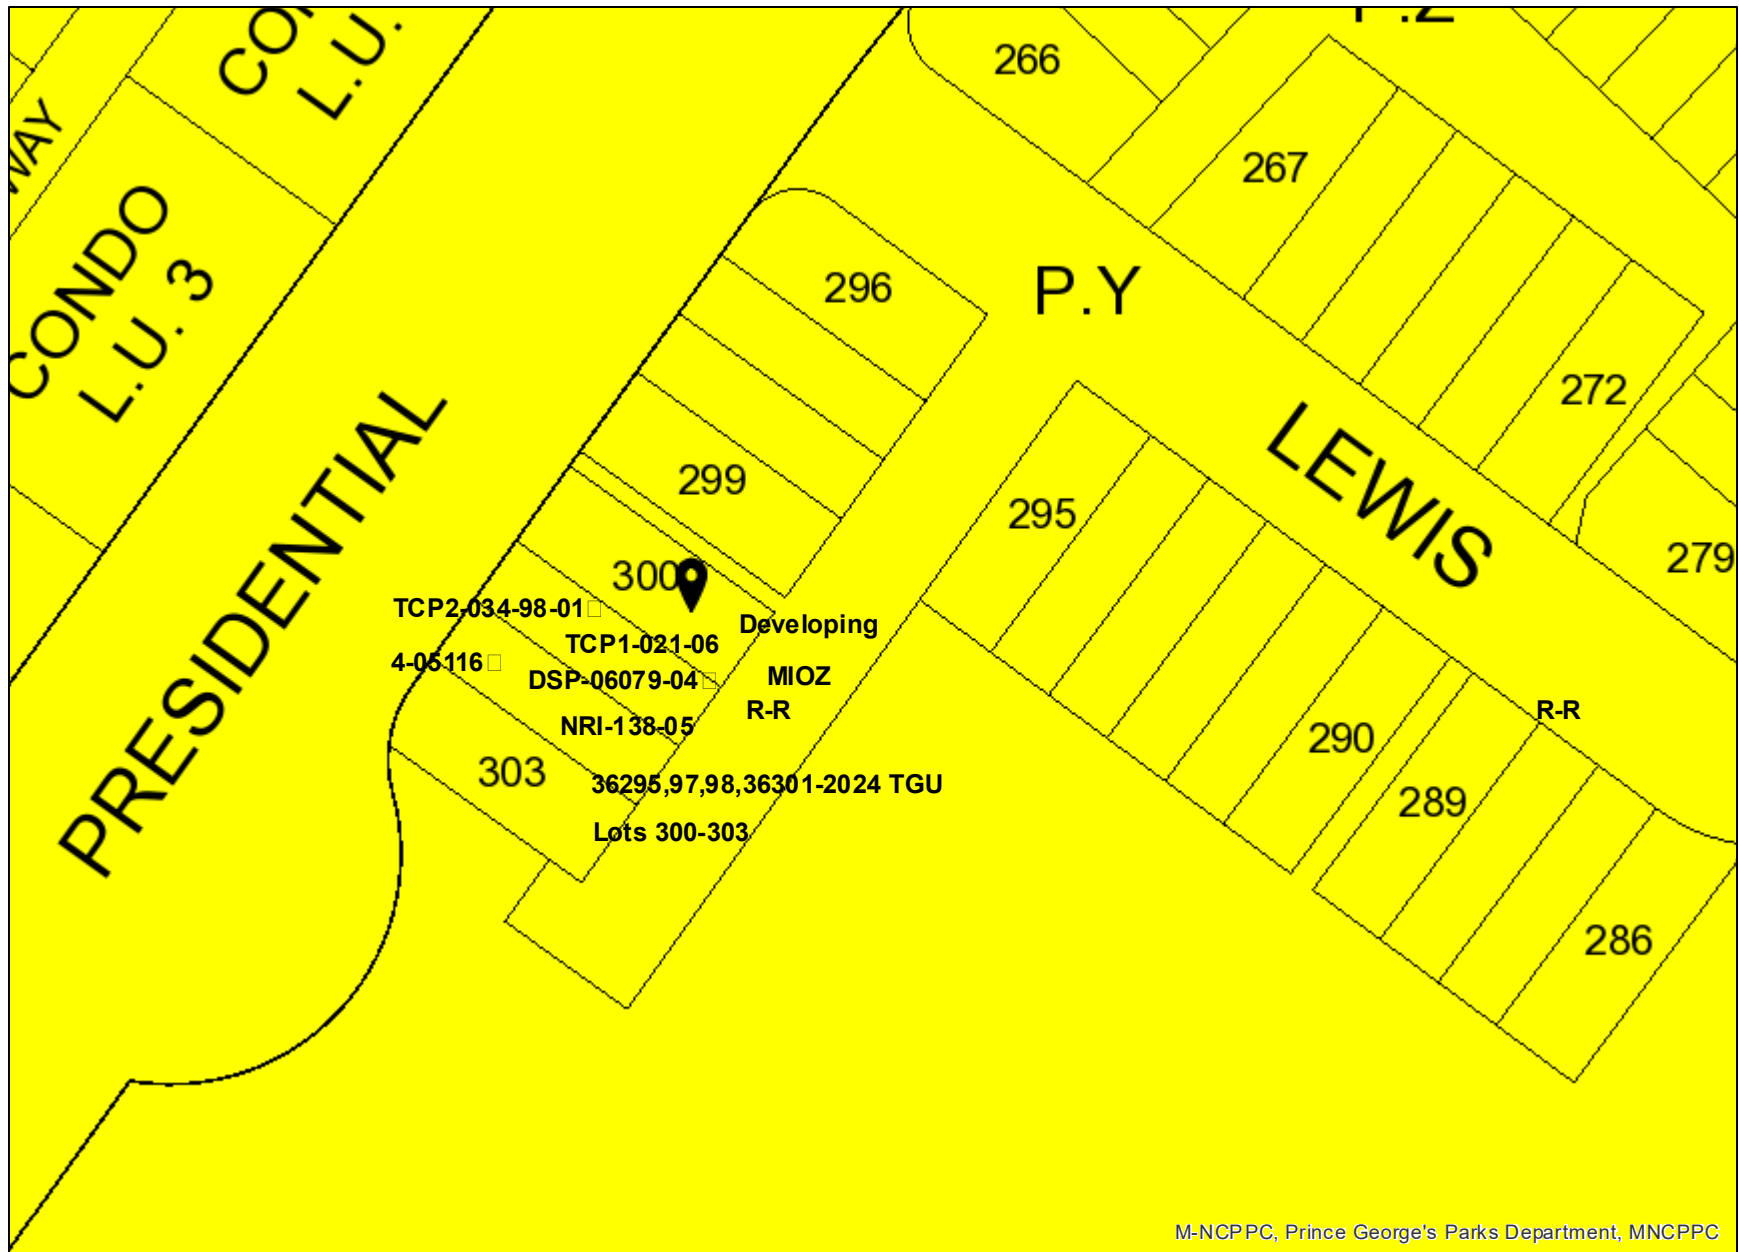 CO
L.U.
WAY
CONDO
L.U. 3
PRESIDENTIAL
266
267
272
279
296
P.Y
LEWIS
299
295
300
TCP2-034-98-01
Developing
TCP1-021-06
4-05116
DSP-06079-04
MIOZ
R-R
R-R
NRI-138-05
290
303
36295,97,98,36301-2024 TGU
289
Lots 300-303
286
M-NCPPC, Prince George's Parks Department, MNCPPC